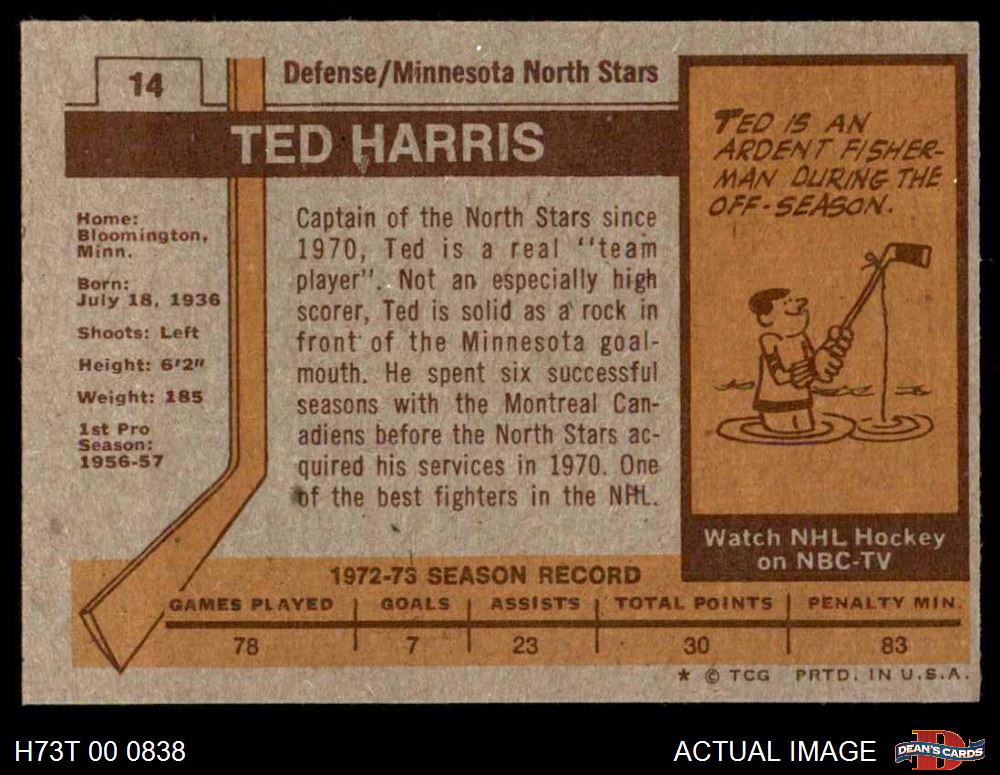 14
Defense/Minnesota North Stars
TED HARRIS
Home:
Bloomington,
Minn.
Born:
July 18, 1936
Shoots: Left
Height: 6'2"
Weight: 185
1st Pro
Season:
1956-57
Captain of the North Stars since
1970, Ted is a real "team
player". Not an especially high
scorer, Ted is solid as a rock in
front of the Minnesota goal-
mouth. He spent six successful
seasons with the Montreal Can-
adiens before the North Stars ac-
quired his services in 1970. One
of the best fighters in the NHL.
TED IS AN
ARDENT FISHER-
MAN DURING THE
OFF-SEASON.
Watch NHL Hockey
on NBC-TV
1972-73 SEASON RECORD
GAMES PLAYED GOALS ASSISTS TOTAL POINTS PENALTY MIN.
78 7 23 30 83
* © TCG PRTD. IN U.S.A.
H73T 00 0838
ACTUAL IMAGE
D
DEAN'S CARDS